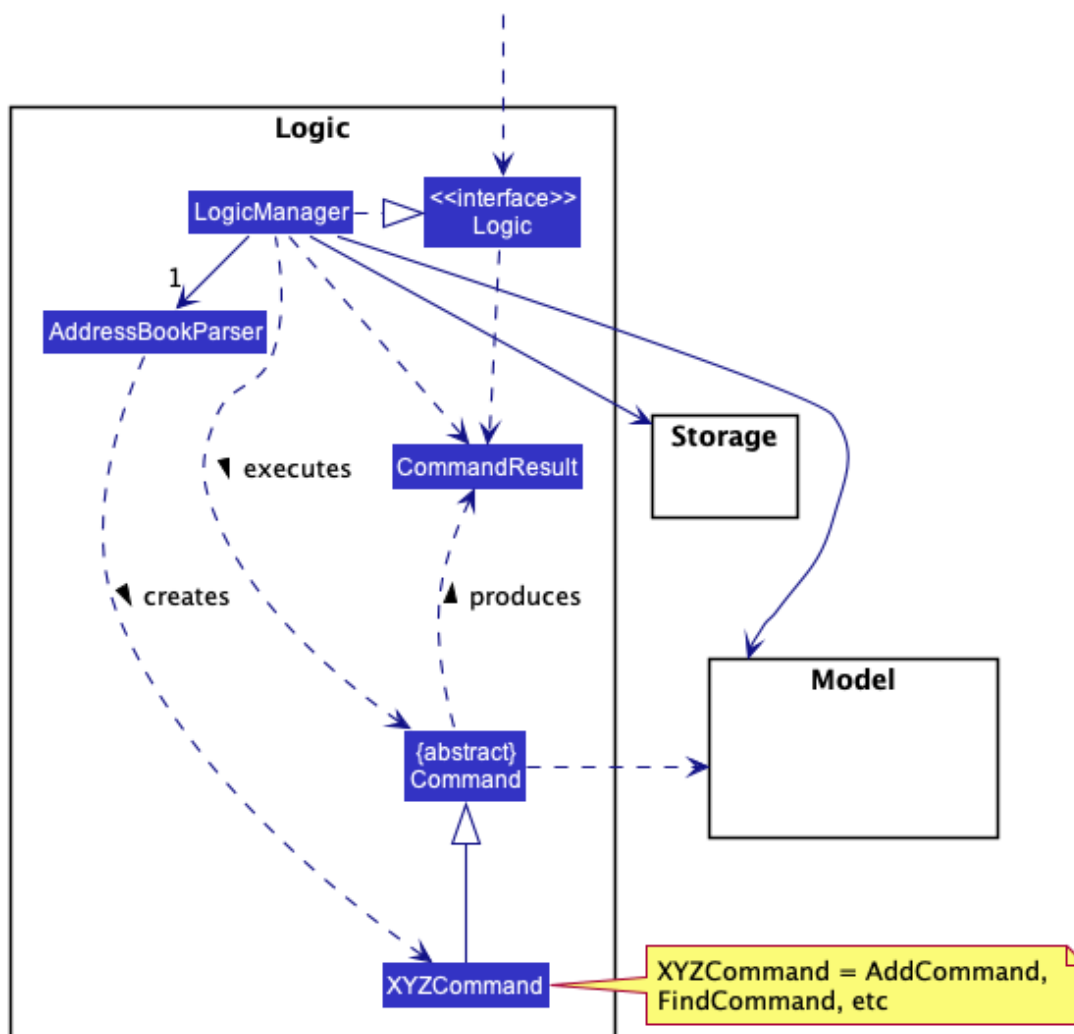 Logic
LogicManager
<<interface>>
Logic
1
AddressBookParser
Storage
executes
CommandResult
creates
produces
Model
{abstract}
Command
XYZCommand
XYZCommand = AddCommand,
FindCommand, etc